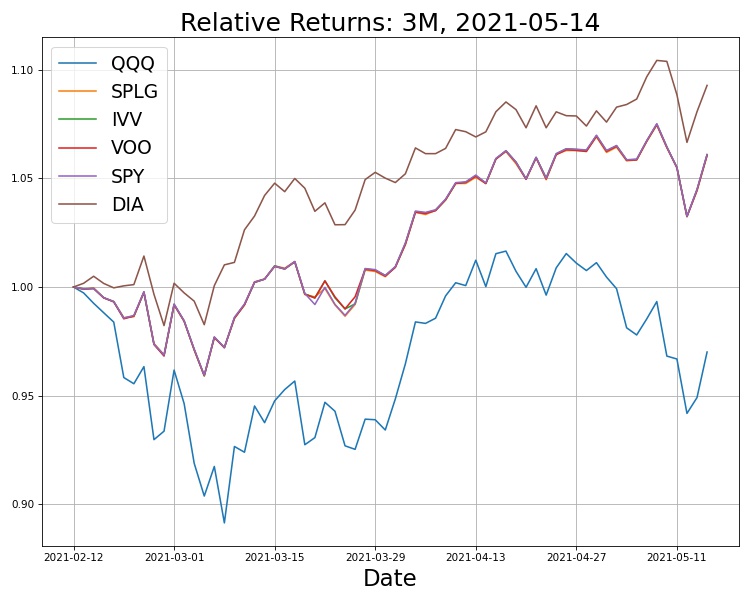 Relative Returns: 3M, 2021-05-14
QQQ
SPLG
IVV
VOO
SPY
DIA
1.10
1.05
1.00
0.95
0.90
2021-02-12 2021-03-01 2021-03-15 2021-03-29 2021-04-13 2021-04-27 2021-05-11
Date